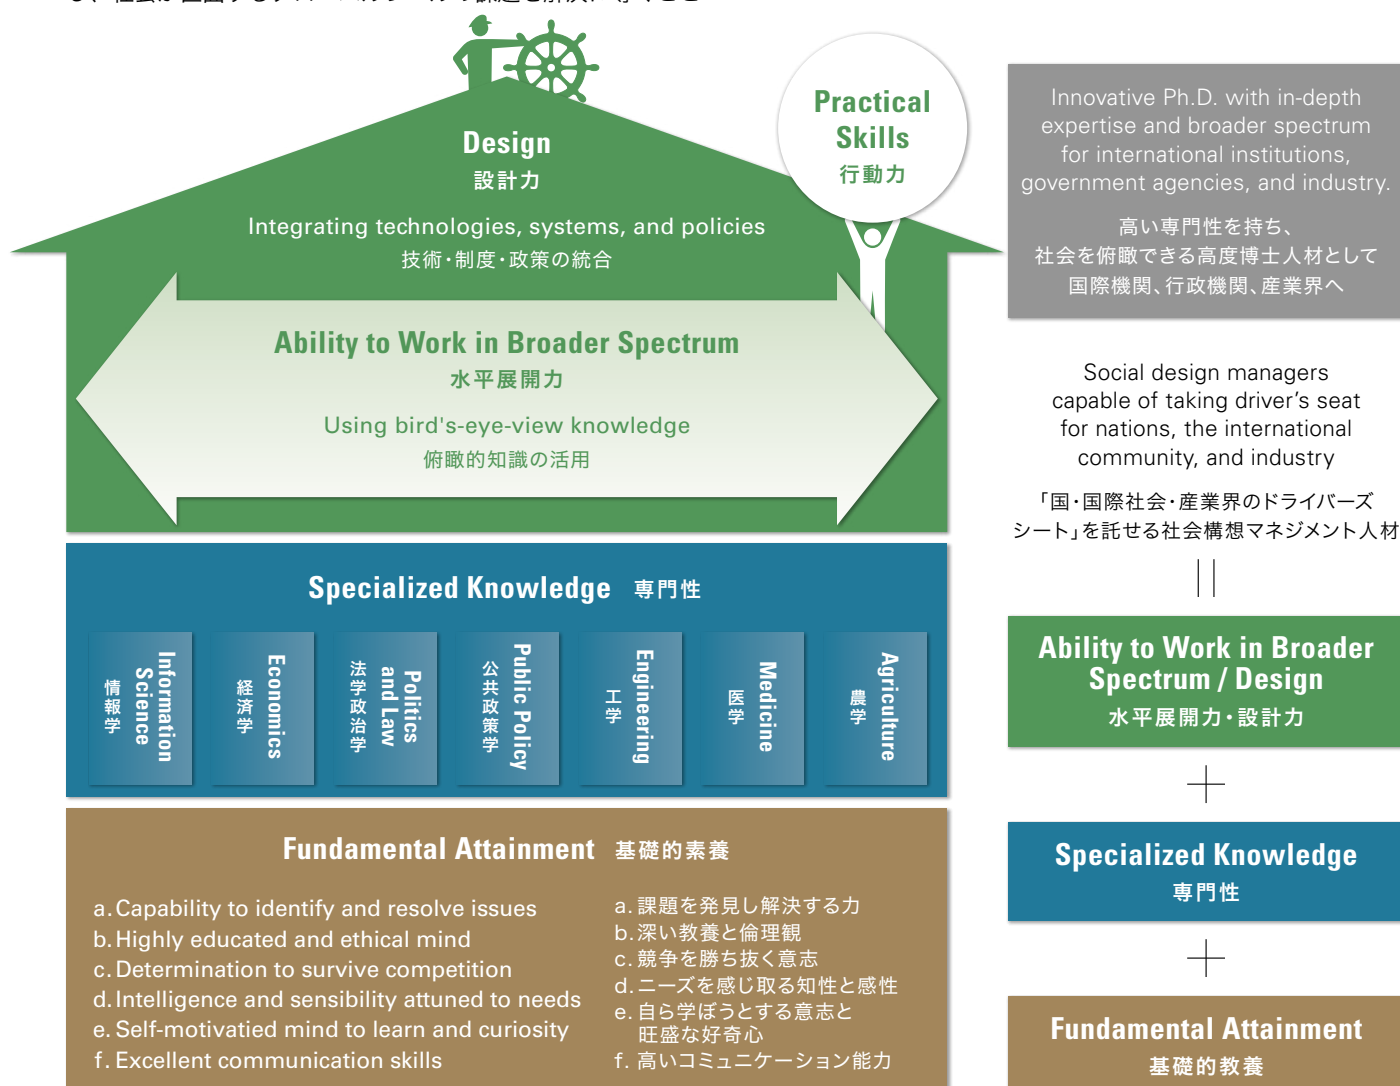 Design
設計力
Integrating technologies, systems, and policies
技術・制度・政策の統合
Practical
Skills
行動力
Ability to Work in Broader Spectrum
水平展開力
Using bird's-eye-view knowledge
俯瞰的知識の活用
Specialized Knowledge 専門性
Information
Science
情報学
Economics
経済学
Politics
and Law
法学政治学
Public Policy
公共政策学
Engineering
工学
Medicine
医学
Agriculture
農学
Fundamental Attainment 基礎的素養
a. Capability to identify and resolve issues
b. Highly educated and ethical mind
c. Determination to survive competition
d. Intelligence and sensibility attuned to needs
e. Self-motivatied mind to learn and curiosity
f. Excellent communication skills
a. 課題を発見し解決する力
b. 深い教養と倫理観
c. 競争を勝ち抜く意志
d. ニーズを感じ取る知性と感性
e. 自ら学ぼうとする意志と
旺盛な好奇心
f. 高いコミュニケーション能力
Innovative Ph.D. with in-depth
expertise and broader spectrum
for international institutions,
government agencies, and industry.
高い専門性を持ち、
社会を俯瞰できる高度博士人材として
国際機関、行政機関、産業界へ
Social design managers
capable of taking driver's seat
for nations, the international
community, and industry
「国・国際社会・産業界のドライバーズ
シート」を託せる社会構想マネジメント人材
Ability to Work in Broader
Spectrum / Design
水平展開力・設計力
+
Specialized Knowledge
専門性
+
Fundamental Attainment
基礎的教養